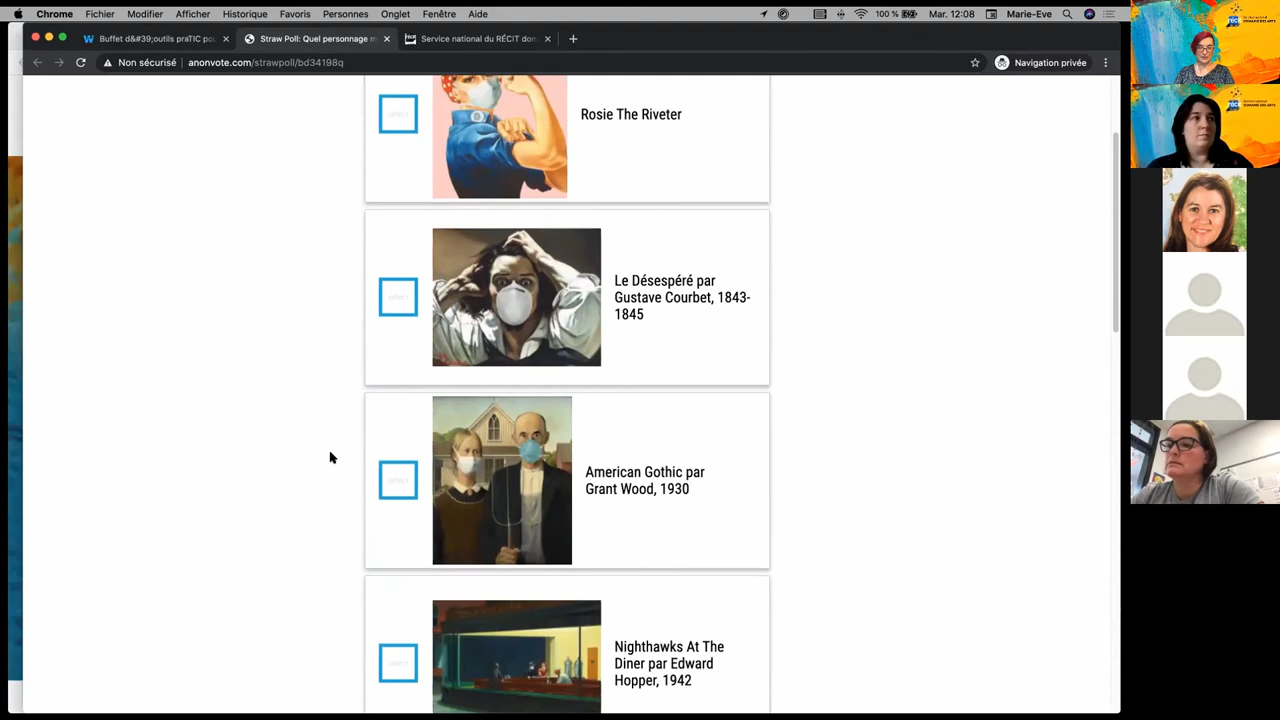 Chrome Fichier Modifier Afficher Historique Favoris Personnes Onglet Fenêtre Aide 100 % Mar. 12:08 Marie-Eve
Buffet d&#39;outils praTIC pou Straw Poll: Quel personnage m Service national du RÉCIT dom
Non sécurisé anonvote.com/strawpoll/bd34198q Navigation privée
Rosie The Riveter
Le Désespéré par
Gustave Courbet, 1843-
1845
American Gothic par
Grant Wood, 1930
Nighthawks At The
Diner par Edward
Hopper, 1942